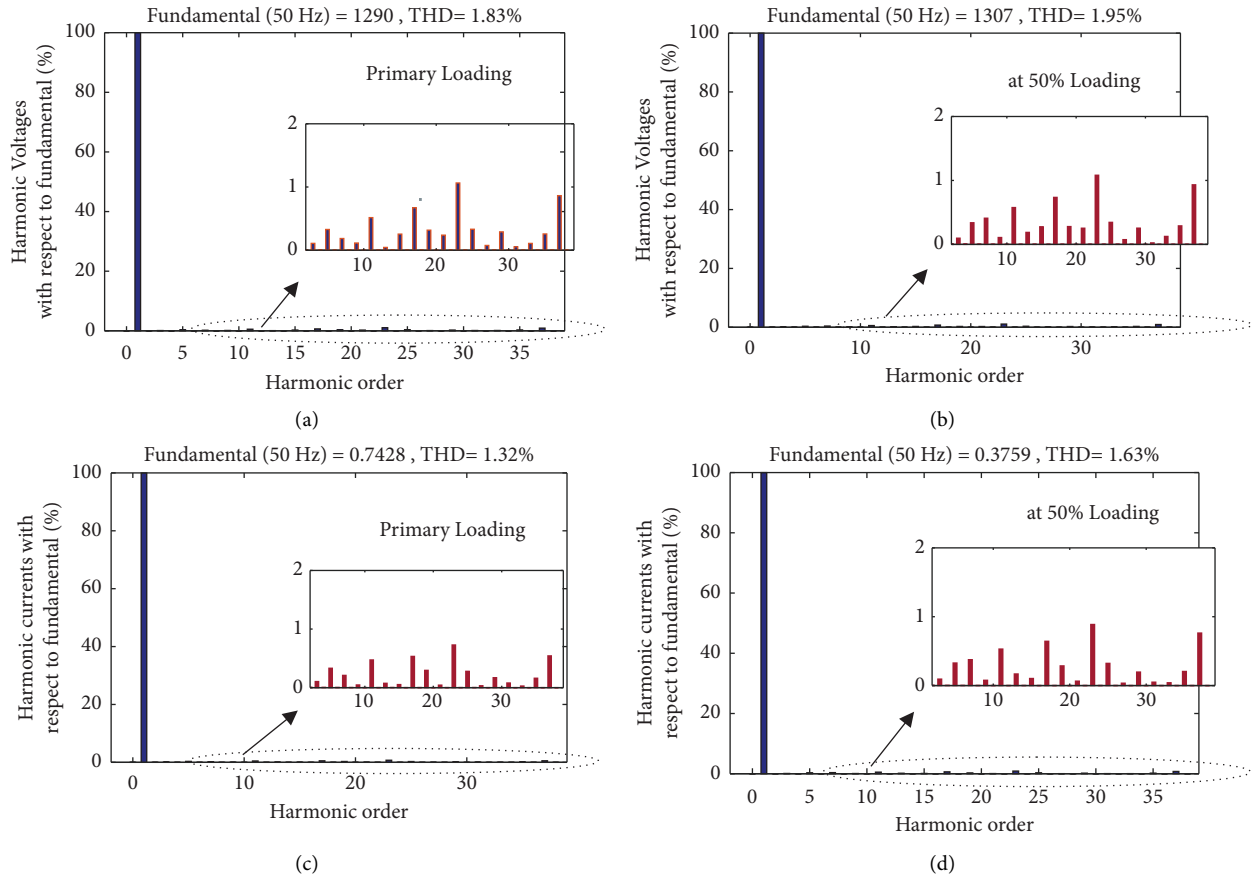 Fundamental (50 Hz) = 1290 , THD= 1.83%
Harmonic Voltages
with respect to fundamental (%)
100
80
60
40
20
0
Primary Loading
2
1
0
10 20 30
0 5 10 15 20 25 30 35
Harmonic order
(a)
Fundamental (50 Hz) = 1307 , THD= 1.95%
Harmonic Voltages
with respect to fundamental (%)
100
80
60
40
20
0
at 50% Loading
2
1
0
10 20 30
0 10 20 30
Harmonic order
(b)
Fundamental (50 Hz) = 0.7428 , THD= 1.32%
Harmonic currents with
respect to fundamental (%)
100
80
60
40
20
0
Primary Loading
2
1
0
10 20 30
0 10 20 30
Harmonic order
(c)
Fundamental (50 Hz) = 0.3759 , THD= 1.63%
Harmonic currents with
respect to fundamental (%)
100
80
60
40
20
0
at 50% Loading
2
1
0
10 20 30
0 5 10 15 20 25 30 35
Harmonic order
(d)